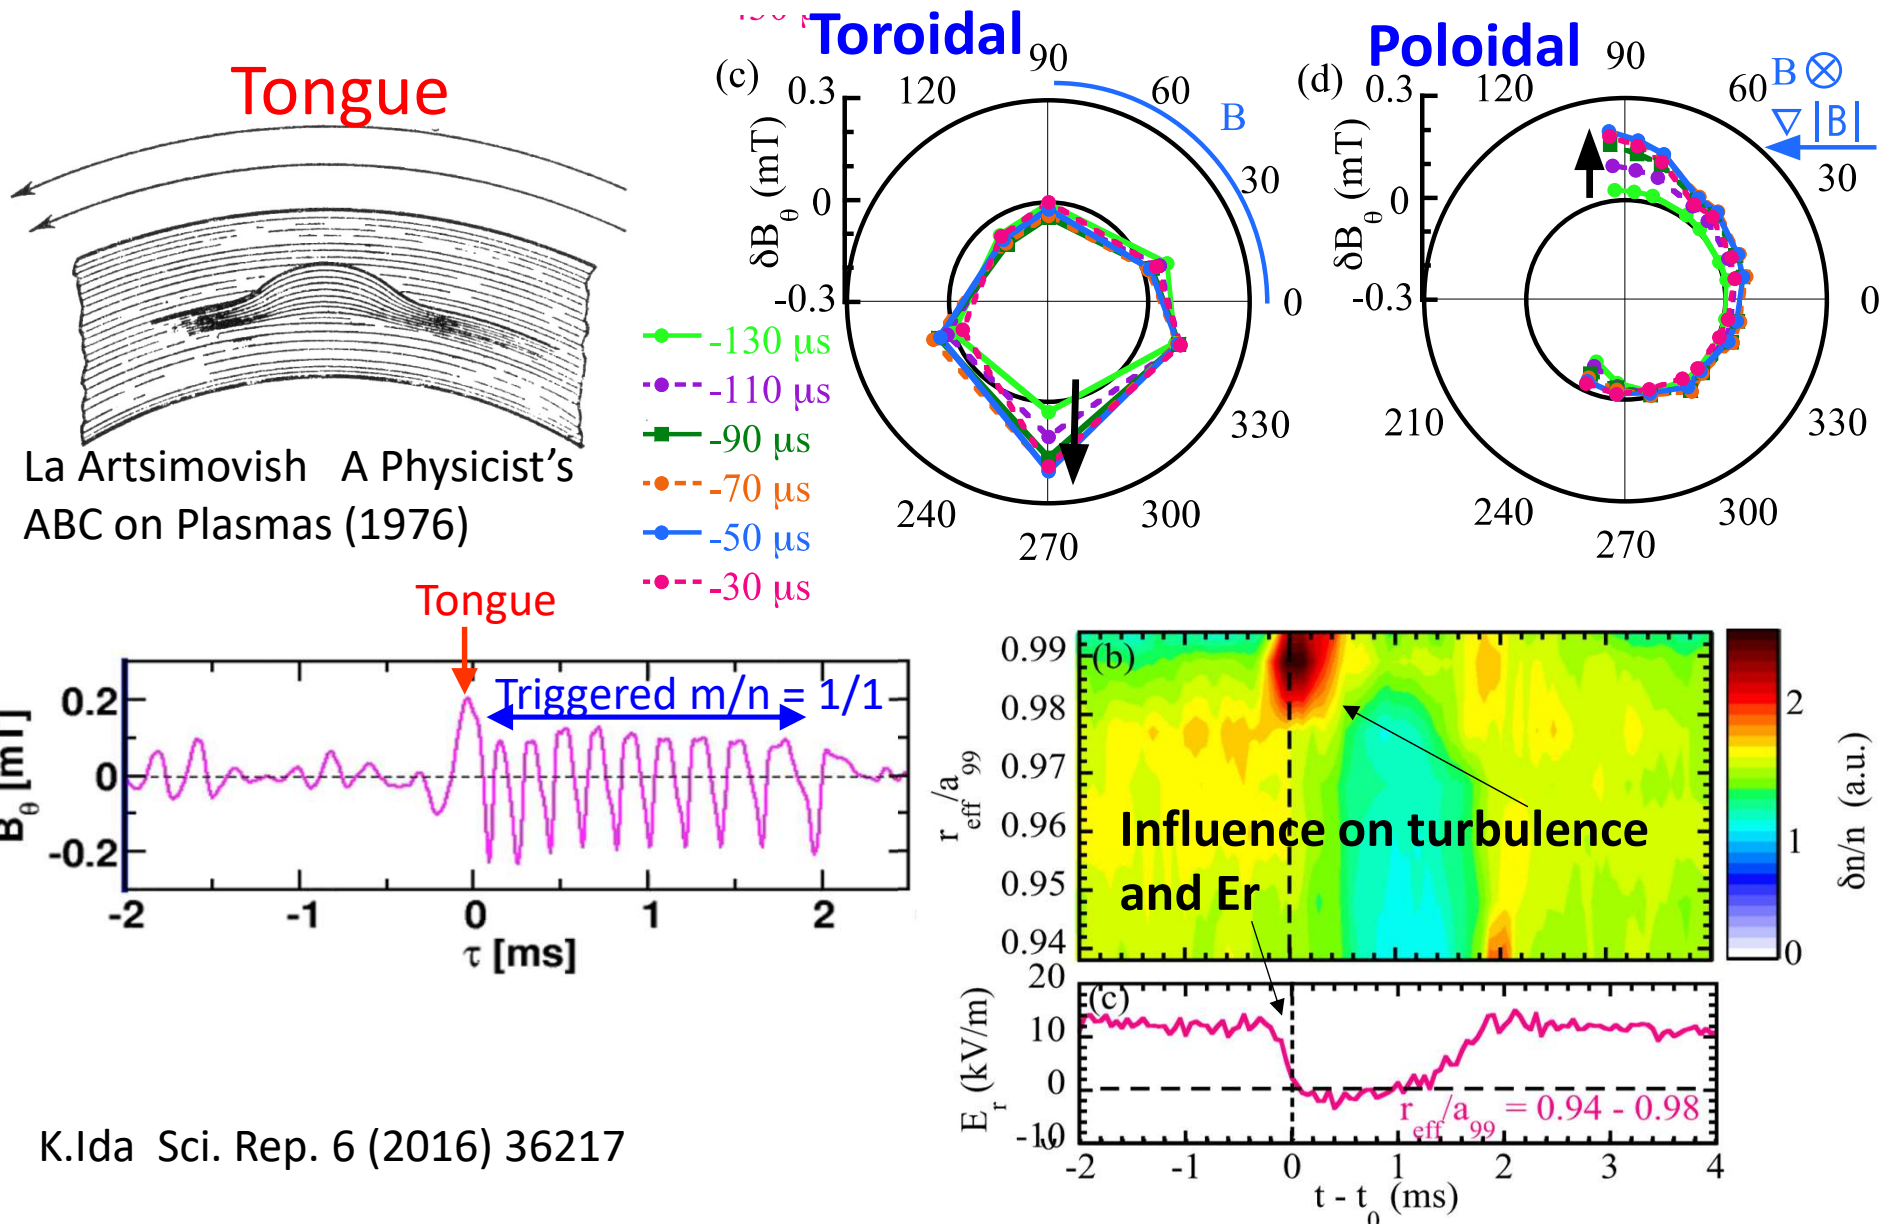 Tongue
La Artsimovish A Physicist's
ABC on Plasmas (1976)
Toroidal
(c)
90
120
60
30
0
330
300
270
240
B
0.3
0
-0.3
δBθ (mT)
-130 μs
-110 μs
-90 μs
-70 μs
-50 μs
-30 μs
Poloidal
(d)
90
120
60
30
0
330
300
270
240
210
B ⊗
▽|B|
0.3
0
-0.3
δBθ (mT)
Tongue
Triggered m/n = 1/1
0.2
0
-0.2
Bθ [mT]
-2 -1 0 1 2
τ [ms]
(b)
0.99
0.98
0.97
0.96
0.95
0.94
reff/a99
Influence on turbulence
and Er
2
1
0
δn/n (a.u.)
(c)
20
10
0
-10
Er (kV/m)
reff/a99 = 0.94 - 0.98
-2 -1 0 1 2 3 4
t - t0 (ms)
K.Ida Sci. Rep. 6 (2016) 36217